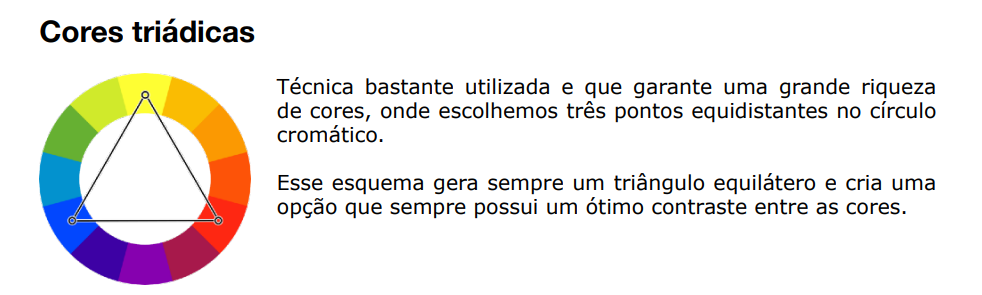 Cores triádicas
Técnica bastante utilizada e que garante uma grande riqueza
de cores, onde escolhemos três pontos equidistantes no círculo
cromático.
Esse esquema gera sempre um triângulo equilátero e cria uma
opção que sempre possui um ótimo contraste entre as cores.